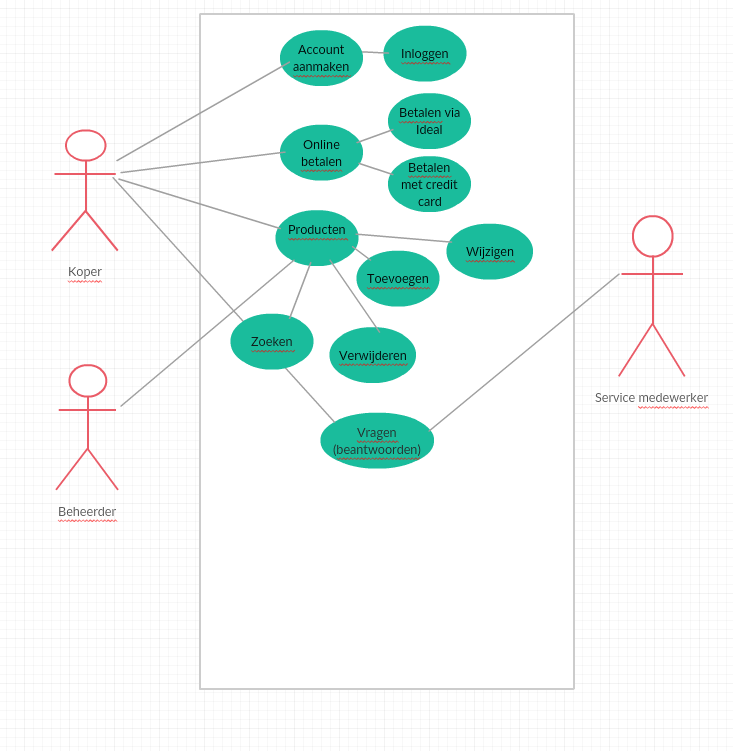 Account
aanmaken
Inloggen
Betalen via
Ideal
Online
betalen
Betalen
met credit
card
Producten
Wijzigen
Toevoegen
Koper
Zoeken
Verwijderen
Service medewerker
Vragen
(beantwoorden)
Beheerder